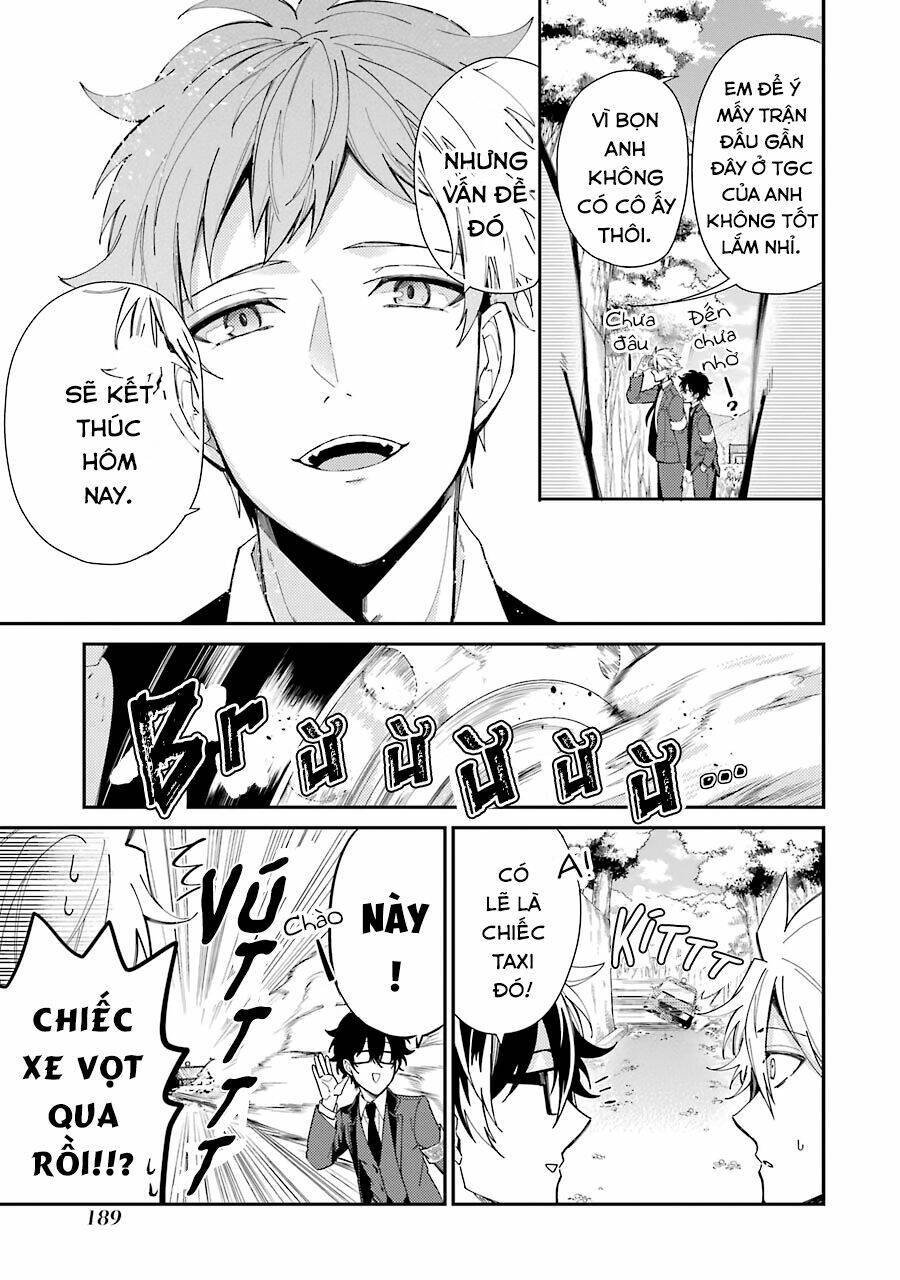 EM ĐỂ Ý
MẤY TRẬN
ĐẤU GẦN
ĐÂY Ở TGC
CỦA ANH
KHÔNG TỐT
LẮM NHỈ.
VÌ BỌN
ANH
KHÔNG
CÓ CÔ ẤY
THÔI.
Đến
chưa
nhờ
?
Chưa
đâu
NHƯNG
VẤN ĐỀ
ĐÓ
SẼ KẾT
THÚC
HÔM
NAY.
Br ừ ừ ừ ừ ừ...
A!
KÍTTT
CÓ
LẼ LÀ
CHIẾC
TAXI
ĐÓ!
NÀY
!
Chào
VÚTTTTT
CHIẾC
XE VỌT
QUA
RỒI!!!?
189